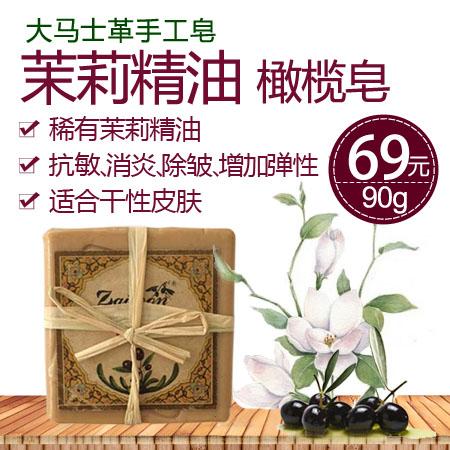 大马士革手工皂
茉莉精油 橄榄皂
稀有茉莉精油
抗敏,消炎,除皱,增加弹性
适合干性皮肤
69元
90g